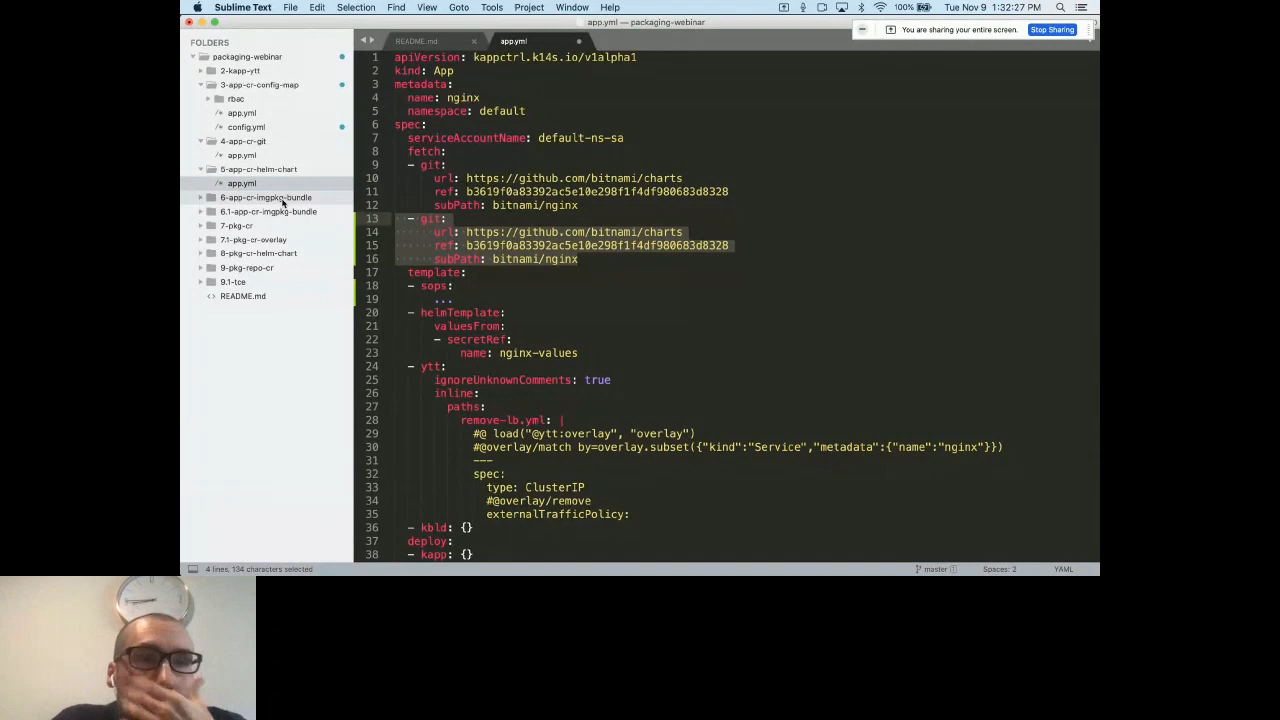 Sublime Text File Edit Selection Find View Goto Tools Project Window Help 100% Tue Nov 9 1:32:27 PM
app.yml — packaging-webinar
You are sharing your entire screen. Stop Sharing
FOLDERS
packaging-webinar
2-kapp-ytt
3-app-cr-config-map
rbac
/* app.yml
/* config.yml
4-app-cr-git
/* app.yml
5-app-cr-helm-chart
/* app.yml
6-app-cr-imgpkg-bundle
6.1-app-cr-imgpkg-bundle
7-pkg-cr
7.1-pkg-cr-overlay
8-pkg-cr-helm-chart
9-pkg-repo-cr
9.1-tce
<> README.md
README.md × app.yml
1 apiVersion: kappctrl.k14s.io/v1alpha1
2 kind: App
3 metadata:
4 name: nginx
5 namespace: default
6 spec:
7 serviceAccountName: default-ns-sa
8 fetch:
9 - git:
10 url: https://github.com/bitnami/charts
11 ref: b3619f0a83392ac5e10e298f1f4df980683d8328
12 subPath: bitnami/nginx
13 - git:
14 url: https://github.com/bitnami/charts
15 ref: b3619f0a83392ac5e10e298f1f4df980683d8328
16 subPath: bitnami/nginx
17 template:
18 - sops:
19 ...
20 - helmTemplate:
21 valuesFrom:
22 - secretRef:
23 name: nginx-values
24 - ytt:
25 ignoreUnknownComments: true
26 inline:
27 paths:
28 remove-lb.yml: |
29 #@ load("@ytt:overlay", "overlay")
30 #@overlay/match by=overlay.subset({"kind":"Service","metadata":{"name":"nginx"}})
31 ---
32 spec:
33 type: ClusterIP
34 #@overlay/remove
35 externalTrafficPolicy:
36 - kbld: {}
37 deploy:
38 - kapp: {}
4 lines, 134 characters selected master Spaces: 2 YAML